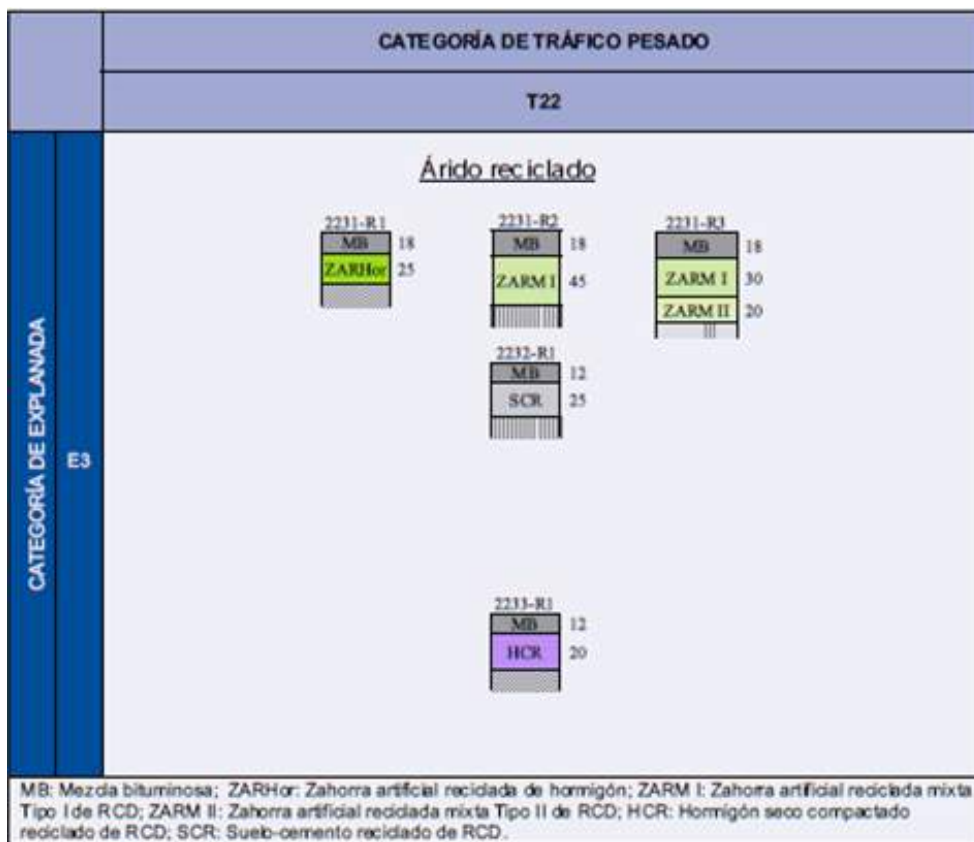 CATEGORÍA DE TRÁFICO PESADO
T22
CATEGORÍA DE EXPLANADA
E3
Árido reciclado
2231-R1
MB 18
ZARHor 25
2231-R2
MB 18
ZARM I 45
2231-R3
MB 18
ZARM I 30
ZARM II 20
2232-R1
MB 12
SCR 25
2233-R1
MB 12
HCR 20
MB: Mezcla bituminosa; ZARHor: Zahorra artificial reciclada de hormigón; ZARM I: Zahorra artificial reciclada mixta
Tipo I de RCD; ZARM II: Zahorra artificial reciclada mixta Tipo II de RCD; HCR: Hormigón seco compactado
reciclado de RCD; SCR: Suelo-cemento reciclado de RCD.